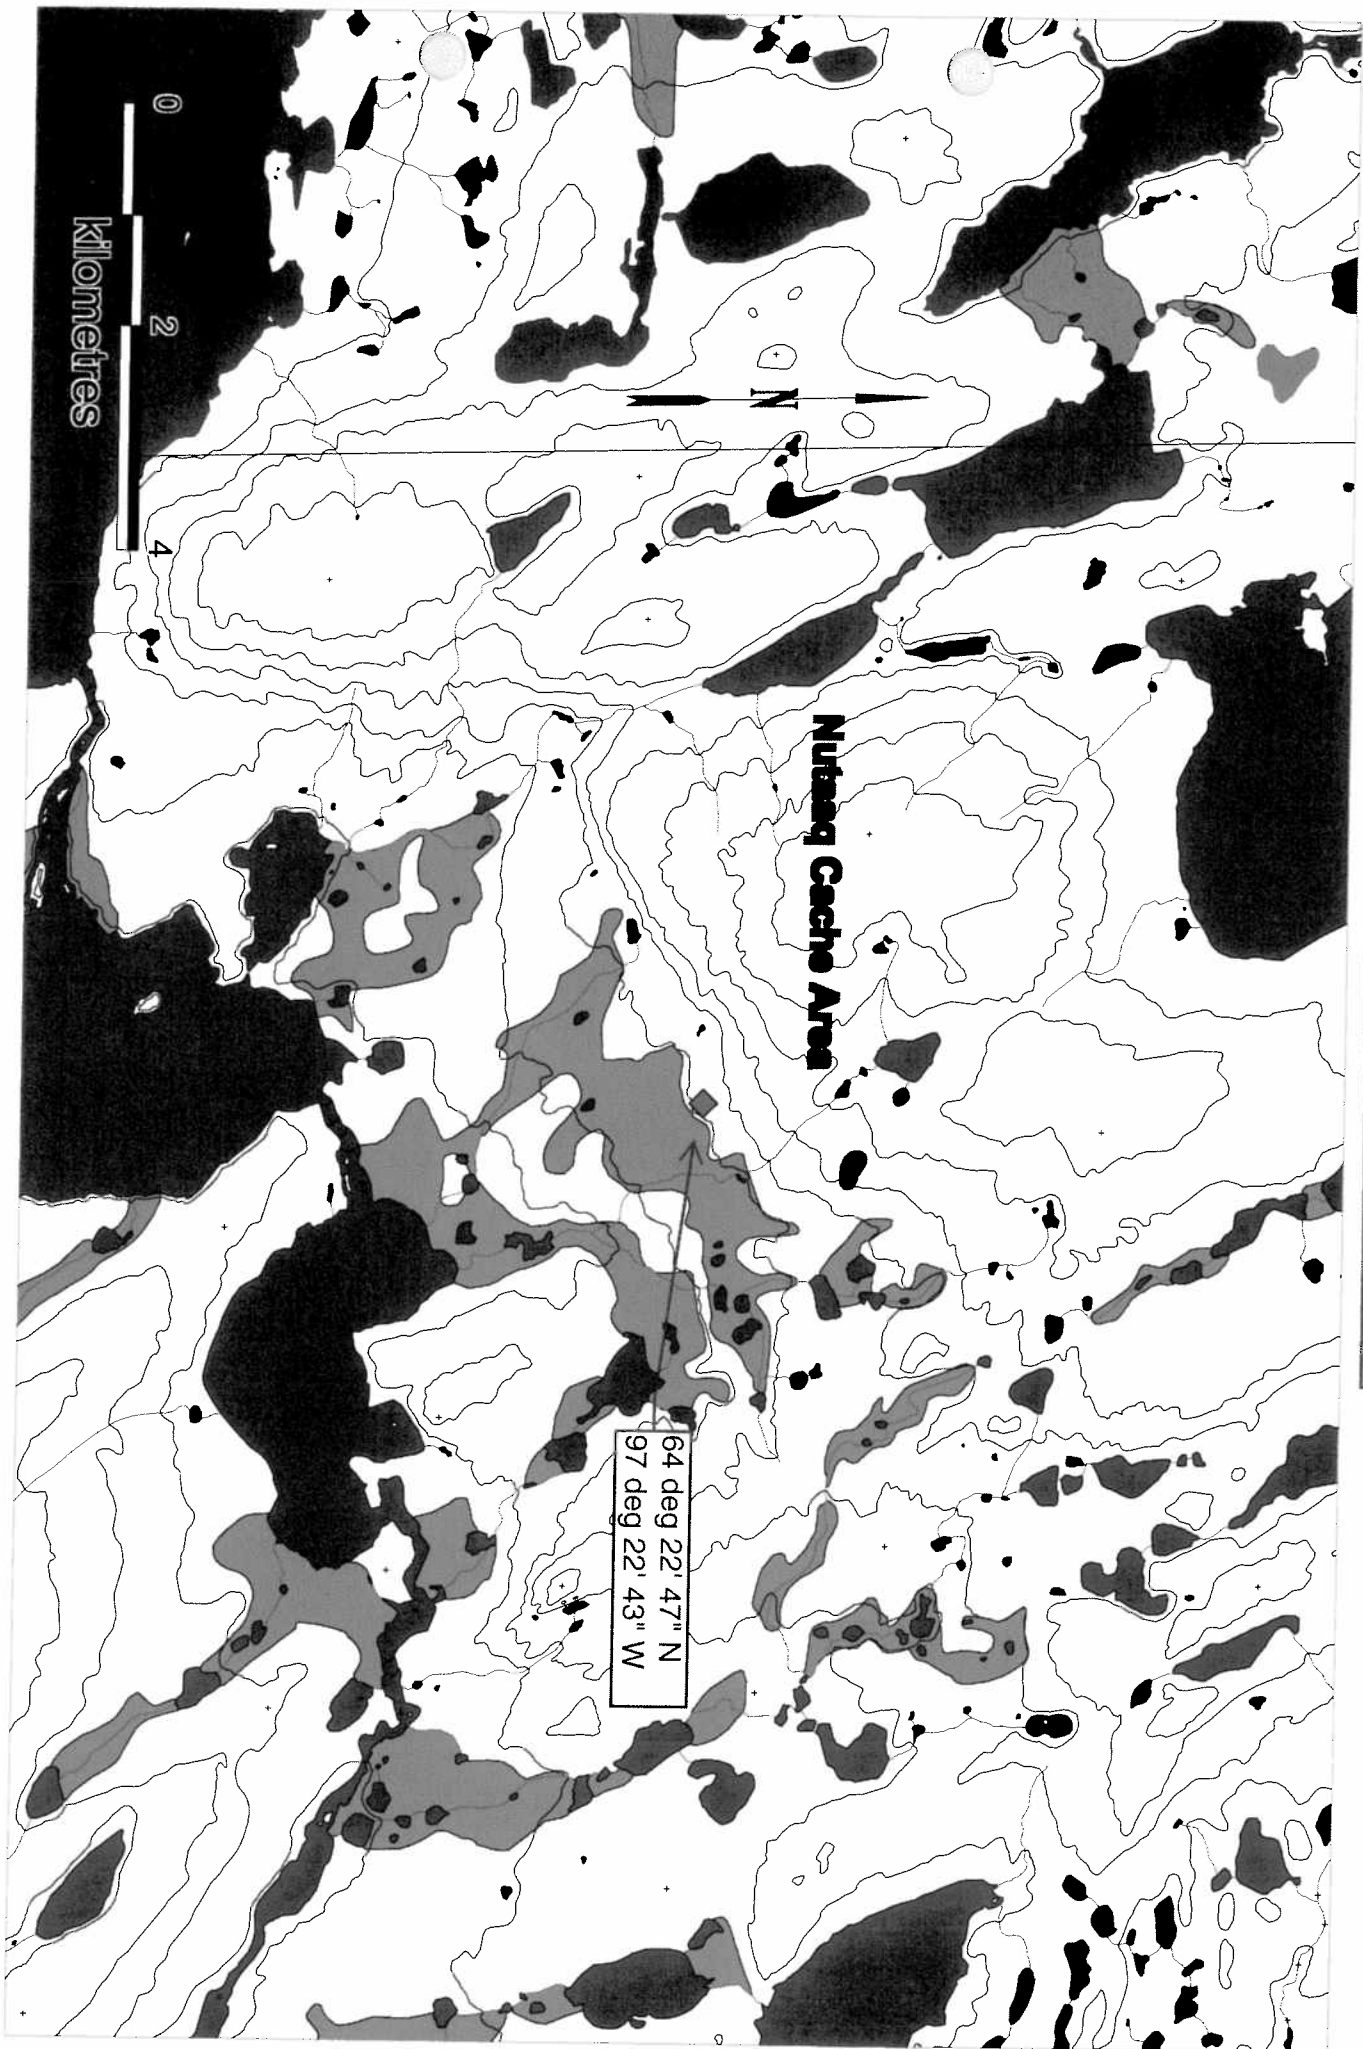 Nutaaq Cache Area
N
64 deg 22' 47" N
97 deg 22' 43" W
0 2 4
kilometres